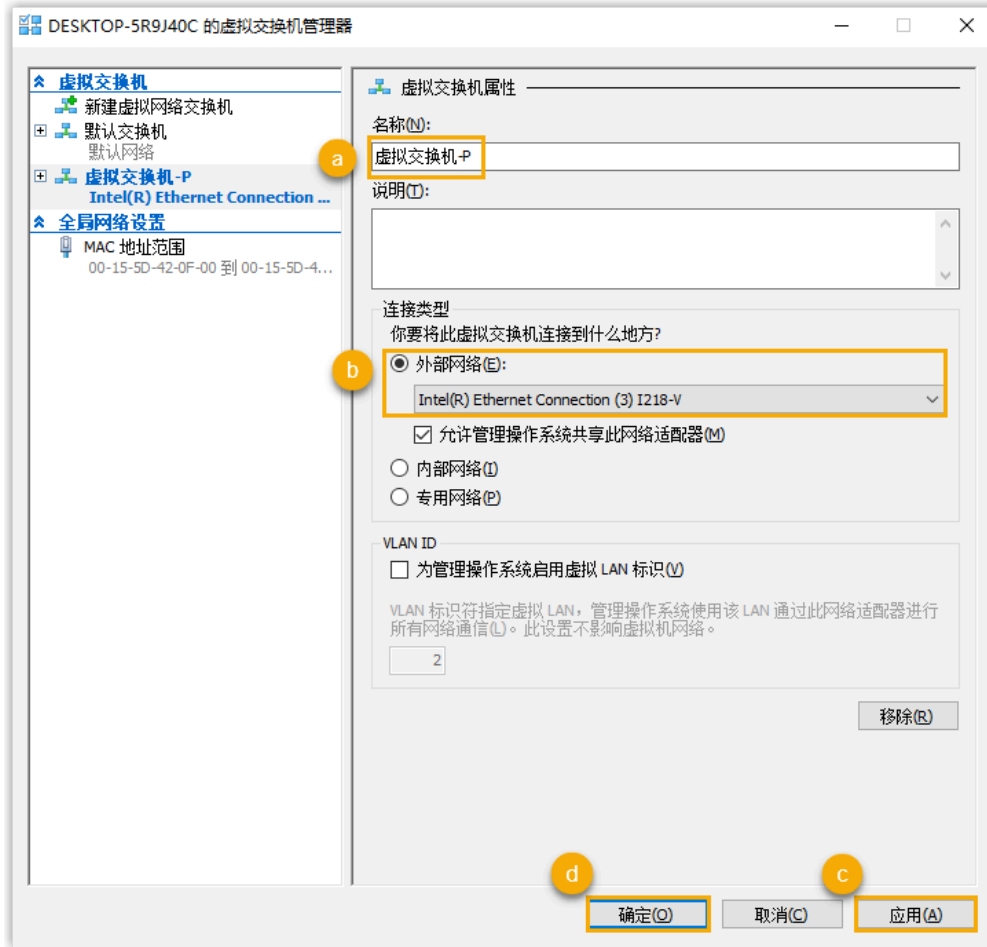 DESKTOP-5R9J40C 的虚拟交换机管理器
虚拟交换机
新建虚拟网络交换机
默认交换机
默认网络
虚拟交换机-P
Intel(R) Ethernet Connection ...
全局网络设置
MAC 地址范围
00-15-5D-42-0F-00 到 00-15-5D-4...
虚拟交换机属性
名称(N):
a
虚拟交换机-P
说明(T):
连接类型
你要将此虚拟交换机连接到什么地方?
b
外部网络(E):
Intel(R) Ethernet Connection (3) I218-V
允许管理操作系统共享此网络适配器(M)
内部网络(I)
专用网络(P)
VLAN ID
为管理操作系统启用虚拟 LAN 标识(V)
VLAN 标识符指定虚拟 LAN，管理操作系统使用该 LAN 通过此网络适配器进行
所有网络通信(L)。此设置不影响虚拟机网络。
2
移除(R)
d
c
确定(O)
取消(C)
应用(A)